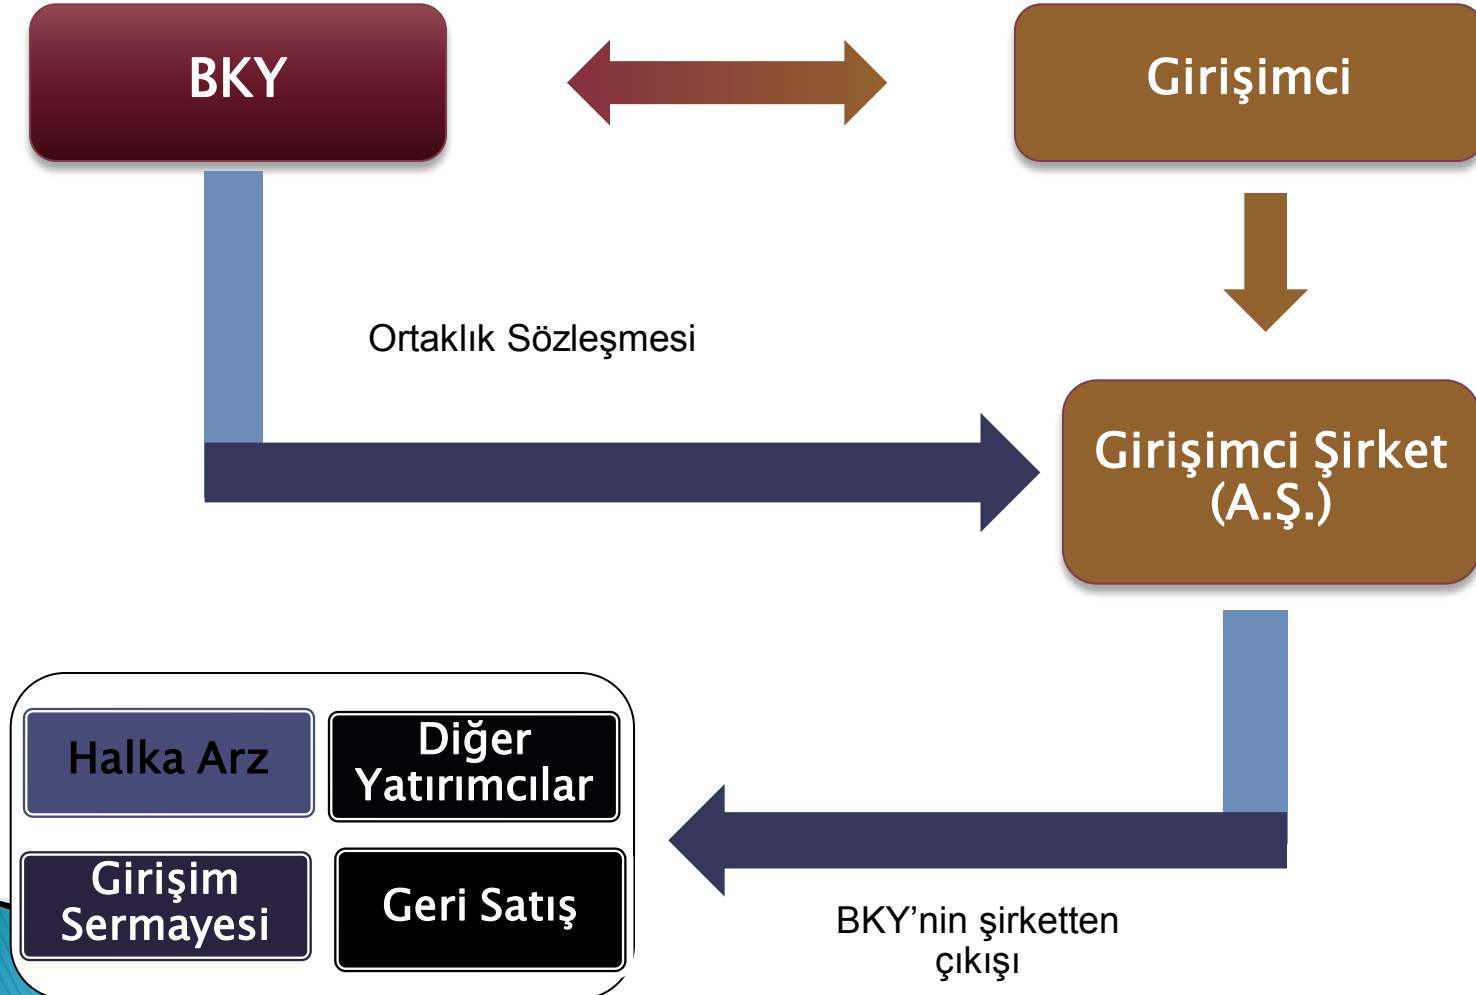 BKY
Girişimci
Ortaklık Sözleşmesi
Girişimci Şirket
(A.Ş.)
Halka Arz
Diğer
Yatırımcılar
Girişim
Sermayesi
Geri Satış
BKY’nin şirketten
çıkışı